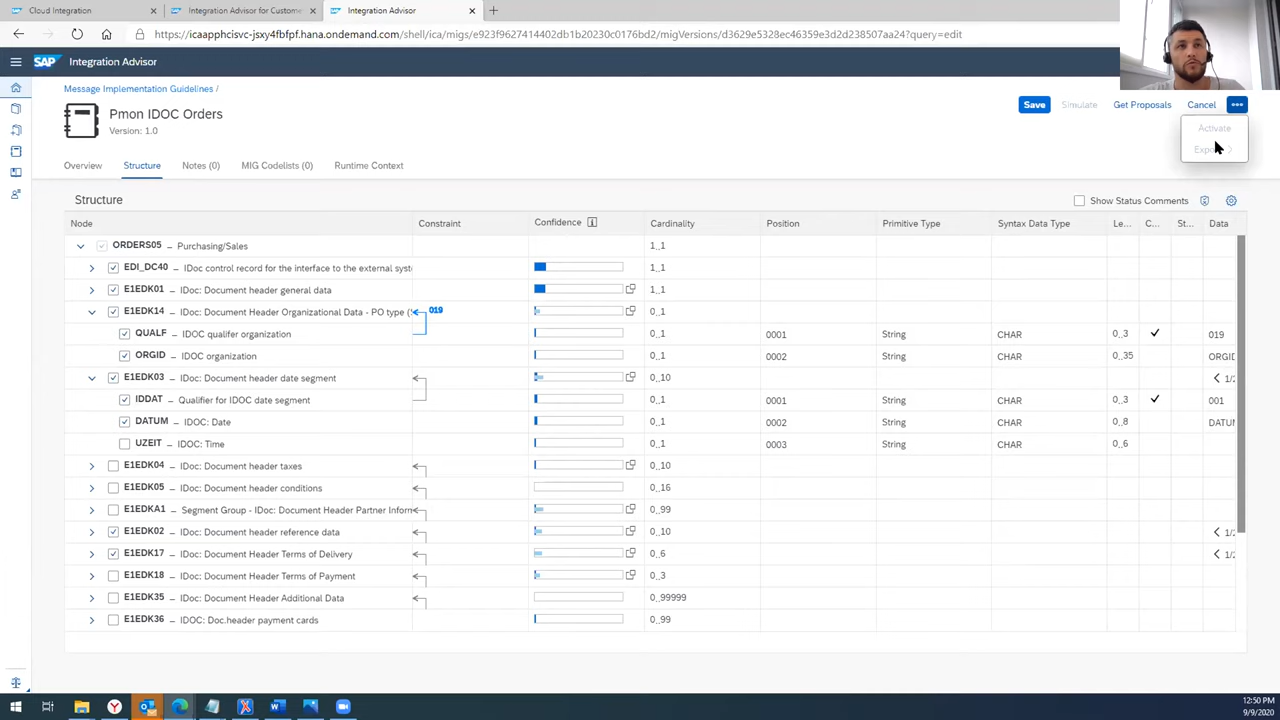 Cloud Integration
Integration Advisor for Custome
Integration Advisor
https://icaapphcisvc-jsxy4fbfpf.hana.ondemand.com/shell/ica/migs/e923f9627414402db1b20230c0176bd2/migVersions/d3629e5328ec46359e3d2d238507aa24?query=edit
SAP Integration Advisor
Message Implementation Guidelines /
Pmon IDOC Orders
Version: 1.0
Save Simulate Get Proposals Cancel
Activate
Overview Structure Notes (0) MIG Codelists (0) Runtime Context
Structure
Show Status Comments
Node Constraint Confidence Cardinality Position Primitive Type Syntax Data Type Le... C... St... Data
ORDERS05 – Purchasing/Sales 1..1
EDI_DC40 – IDoc control record for the interface to the external syst 1..1
E1EDK01 – IDoc: Document header general data 1..1
E1EDK14 – IDoc: Document Header Organizational Data - PO type ( 019 0..1
QUALF – IDOC qualifer organization 0..1 0001 String CHAR 0..3 019
ORGID – IDOC organization 0..1 0002 String CHAR 0..35 ORGID
E1EDK03 – IDoc: Document header date segment 0..10 1/2
IDDAT – Qualifier for IDOC date segment 0..1 0001 String CHAR 0..3 001
DATUM – IDOC: Date 0..1 0002 String CHAR 0..8 DATUM
UZEIT – IDOC: Time 0..1 0003 String CHAR 0..6
E1EDK04 – IDoc: Document header taxes 0..10
E1EDK05 – IDoc: Document header conditions 0..16
E1EDKA1 – Segment Group - IDoc: Document Header Partner Inforn 0..99
E1EDK02 – IDoc: Document header reference data 0..10 1/2
E1EDK17 – IDoc: Document Header Terms of Delivery 0..6 1/2
E1EDK18 – IDoc: Document Header Terms of Payment 0..3
E1EDK35 – IDoc: Document Header Additional Data 0..99999
E1EDK36 – IDOC: Doc.header payment cards 0..99
12:50 PM
9/9/2020